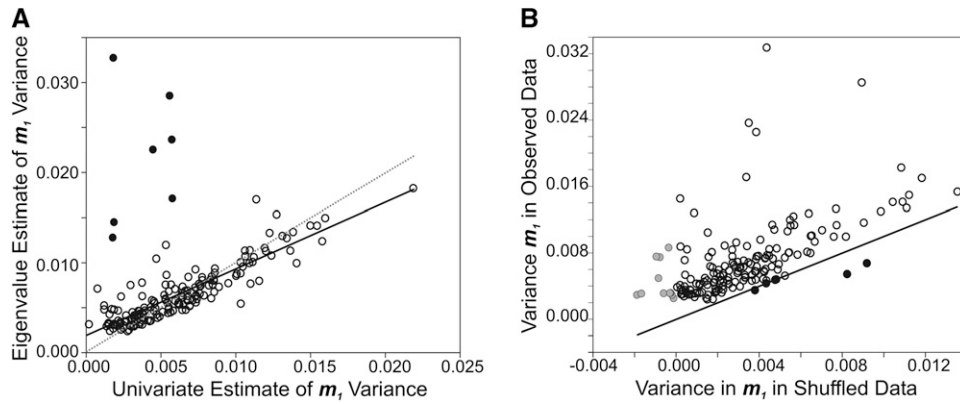 A
Eigenvalue Estimate of m1 Variance
0.030
0.020
0.010
0.000
0.000 0.005 0.010 0.015 0.020 0.025
Univariate Estimate of m1 Variance
B
Variance m1 in Observed Data
0.032
0.024
0.016
0.008
0.000
-0.004 0.000 0.004 0.008 0.012
Variance in m1 in Shuffled Data